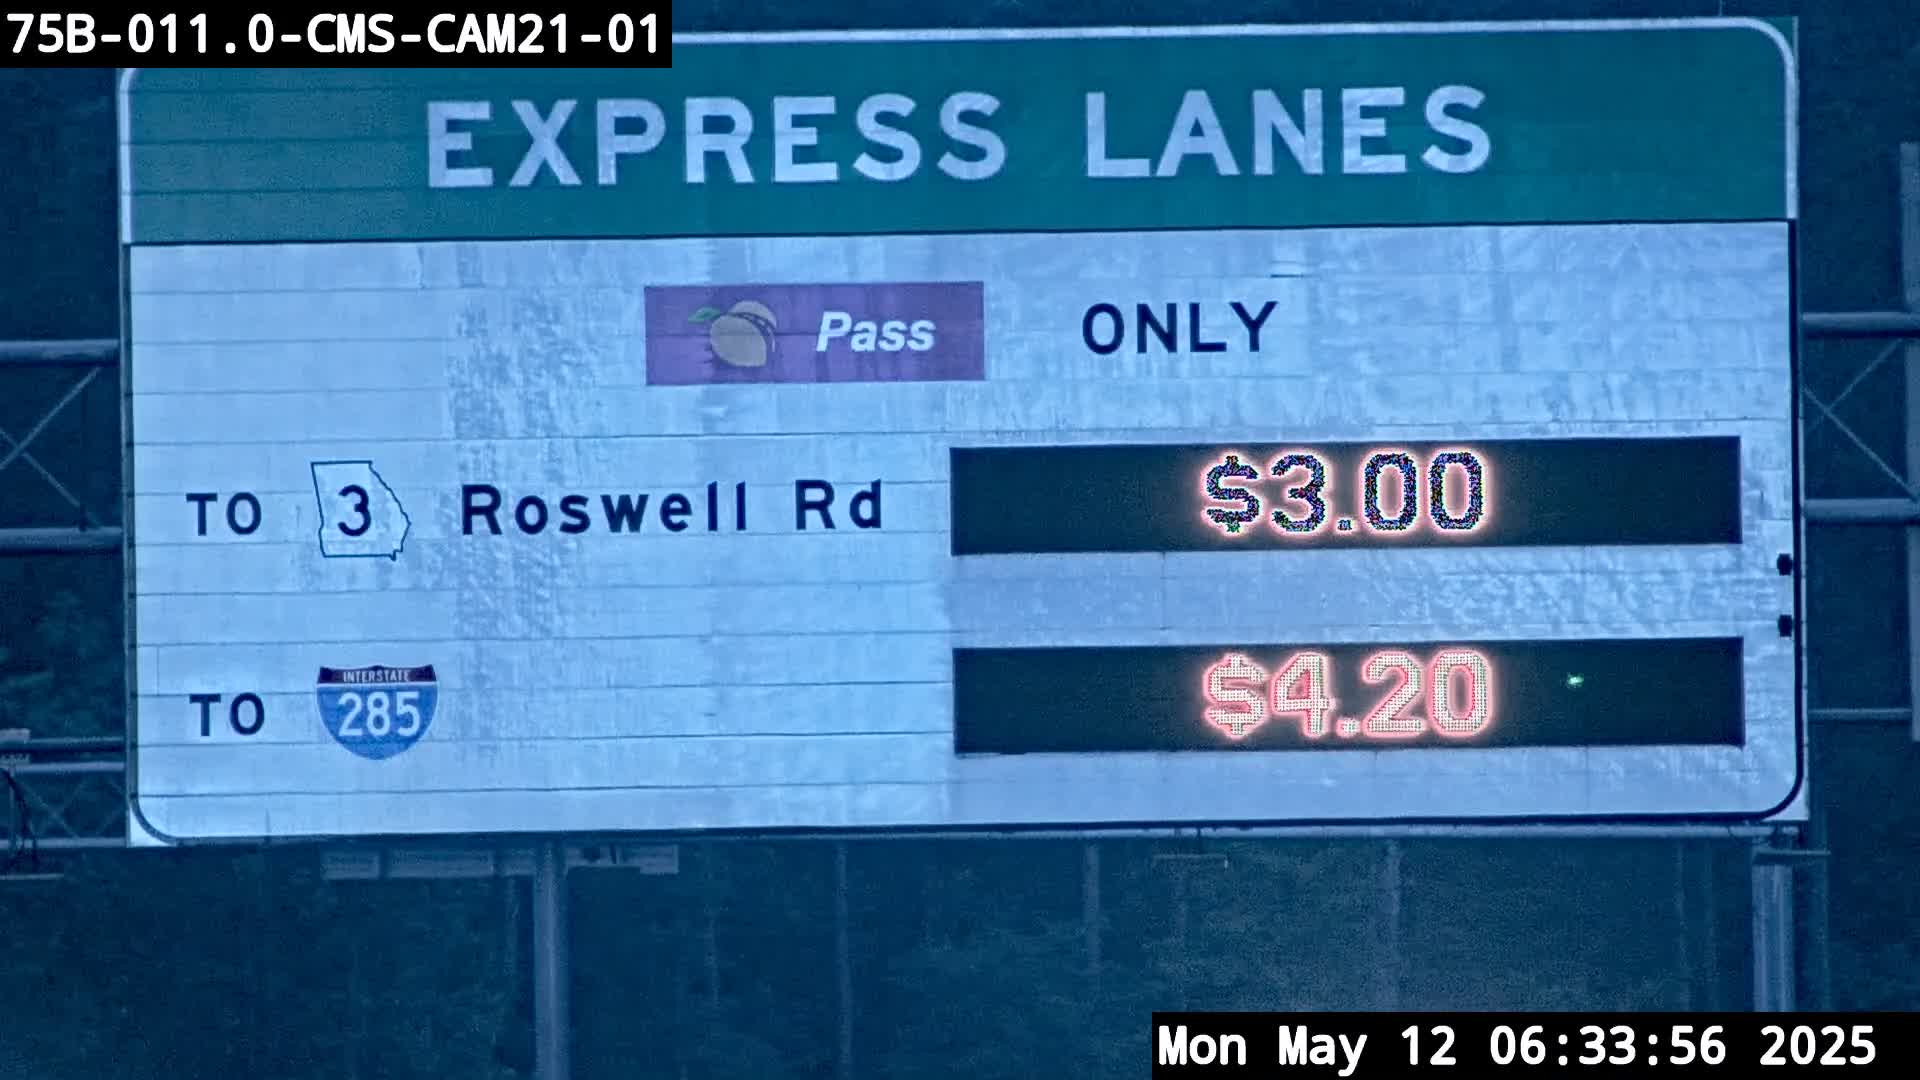 75B-011.0-CMS-CAM21-01
EXPRESS LANES
Pass ONLY
TO 3 Roswell Rd $3.00
INTERSTATE
TO 285 $4.20
Mon May 12 06:33:56 2025